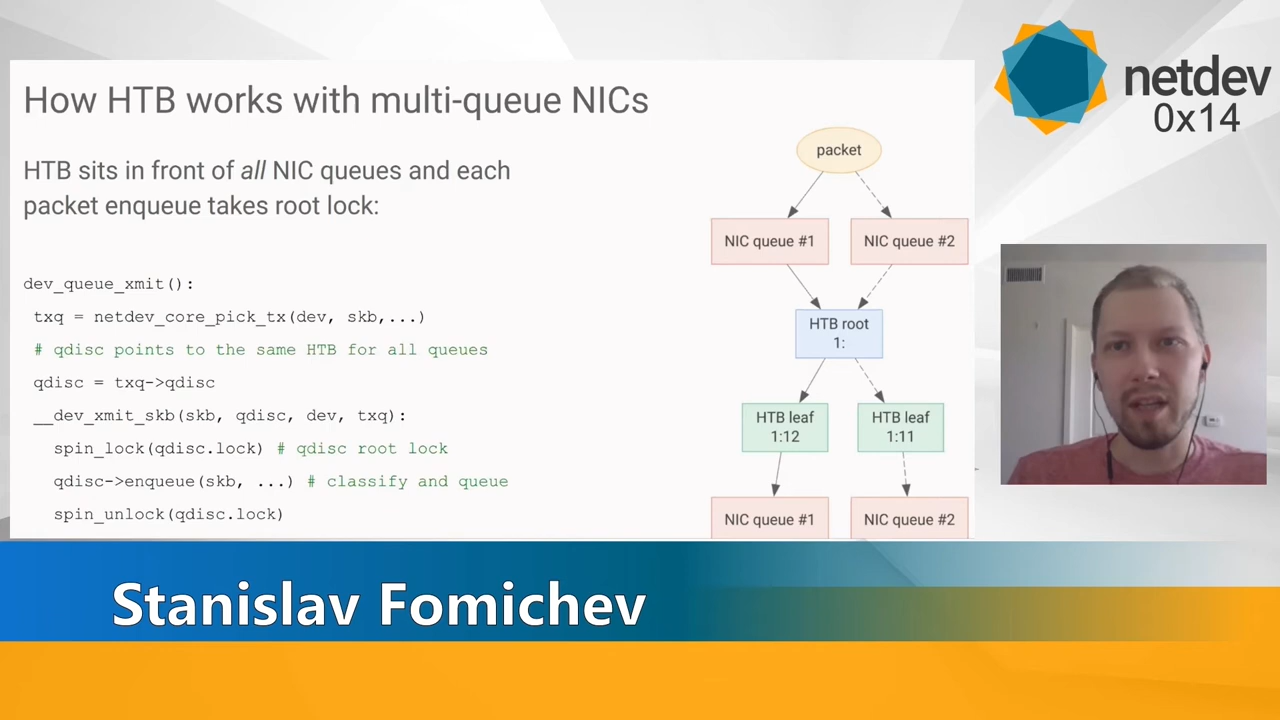 How HTB works with multi-queue NICs
HTB sits in front of all NIC queues and each
packet enqueue takes root lock:
dev_queue_xmit():
txq = netdev_core_pick_tx(dev, skb,...)
# qdisc points to the same HTB for all queues
qdisc = txq->qdisc
__dev_xmit_skb(skb, qdisc, dev, txq):
spin_lock(qdisc.lock) # qdisc root lock
qdisc->enqueue(skb, ...) # classify and queue
spin_unlock(qdisc.lock)
packet
NIC queue #1
NIC queue #2
HTB root
1:
HTB leaf
1:12
HTB leaf
1:11
NIC queue #1
NIC queue #2
netdev
0x14
Stanislav Fomichev